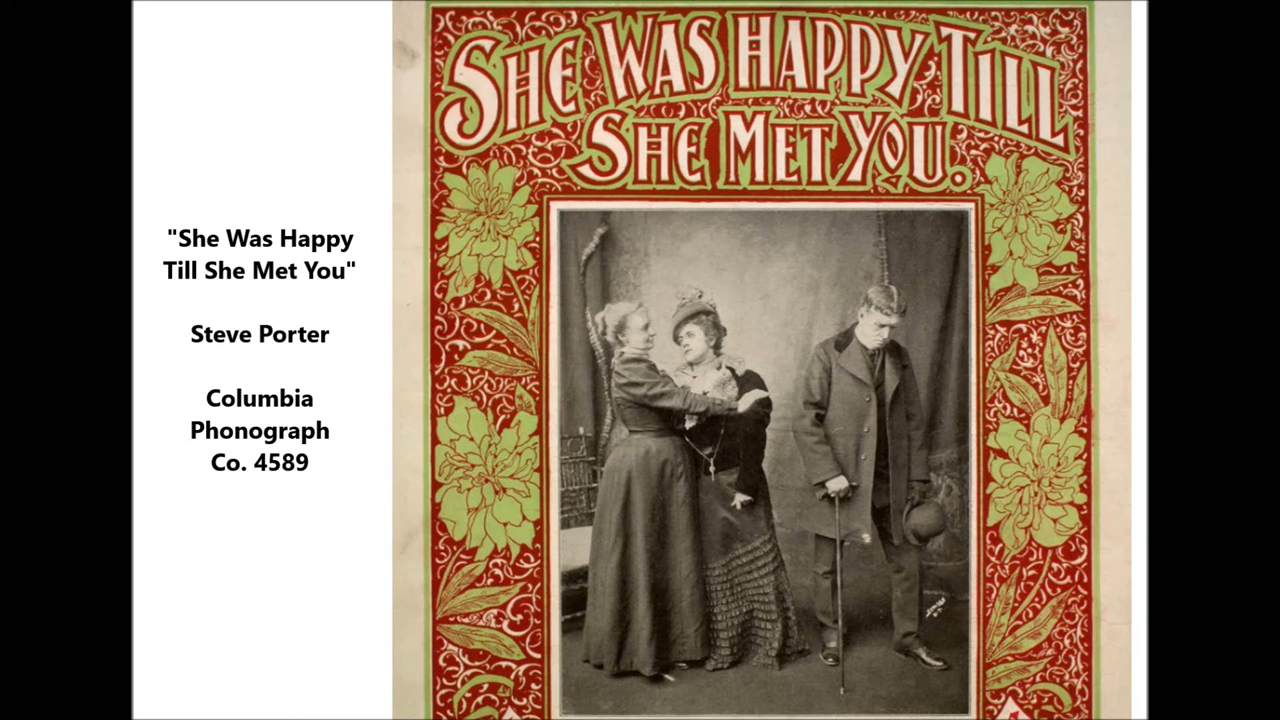 "She Was Happy
Till She Met You"
Steve Porter
Columbia
Phonograph
Co. 4589
SHE WAS HAPPY TILL
SHE MET YOU.